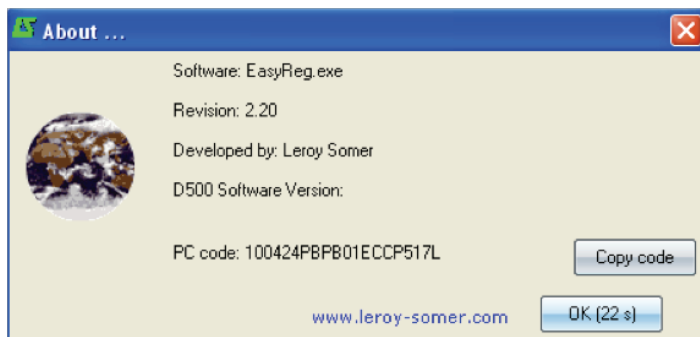 About ...
Software: EasyReg.exe
Revision: 2.20
Developed by: Leroy Somer
D500 Software Version:
PC code: 100424PBPB01ECCP517L
Copy code
www.leroy-somer.com
OK (22 s)